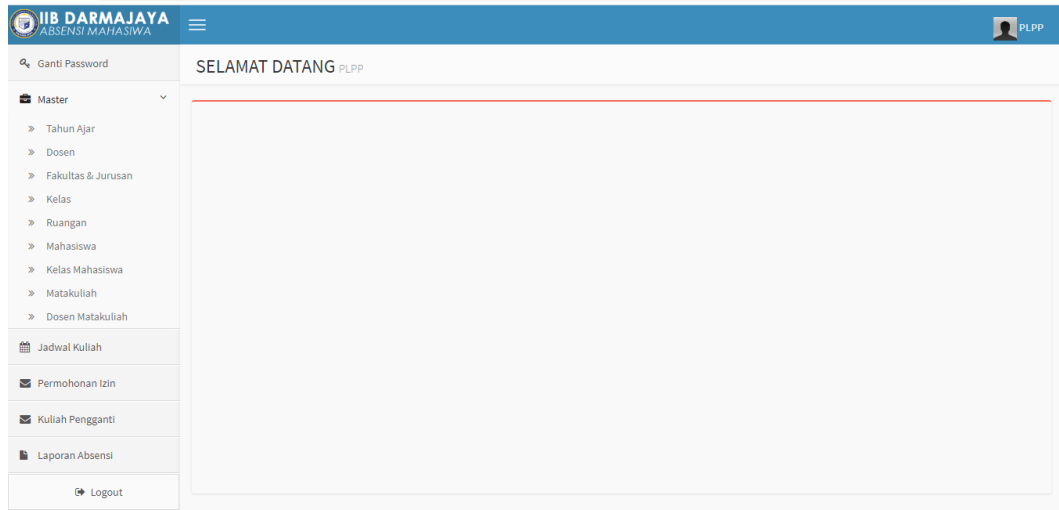 IIB DARMAJAYA
ABSENSI MAHASIWA
PLPP
Ganti Password
SELAMAT DATANG PLPP
Master
Tahun Ajar
Dosen
Fakultas & Jurusan
Kelas
Ruangan
Mahasiswa
Kelas Mahasiswa
Matakuliah
Dosen Matakuliah
Jadwal Kuliah
Permohonan Izin
Kuliah Pengganti
Laporan Absensi
Logout